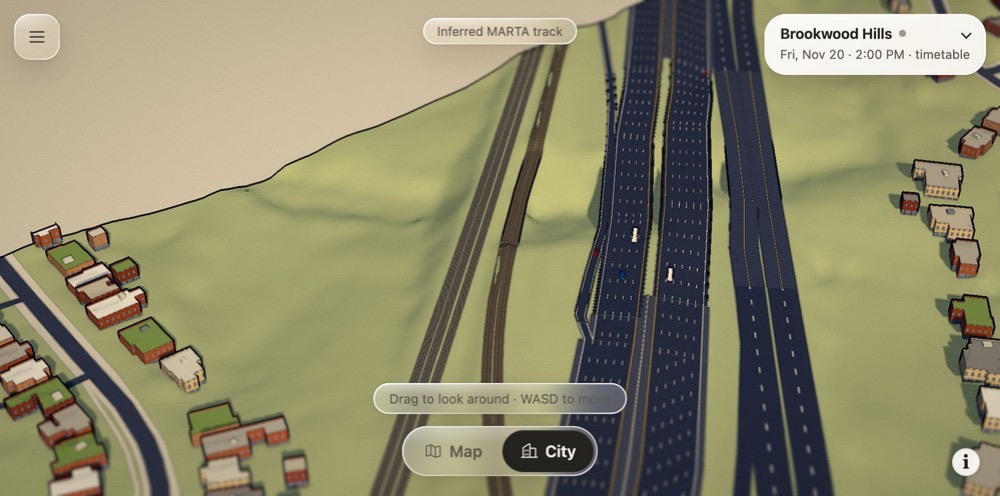 Inferred MARTA track
Brookwood Hills
Fri, Nov 20 · 2:00 PM · timetable
Drag to look around · WASD to move
Map
City